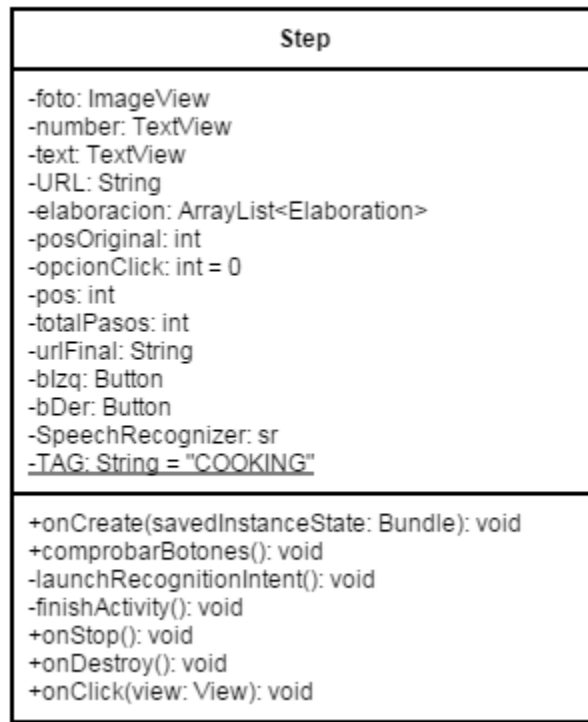 Step
-foto: ImageView
-number: TextView
-text: TextView
-URL: String
-elaboracion: ArrayList<Elaboration>
-posOriginal: int
-opcionClick: int = 0
-pos: int
-totalPasos: int
-urlFinal: String
-bIzq: Button
-bDer: Button
-SpeechRecognizer: sr
-TAG: String = "COOKING"
+onCreate(savedInstanceState: Bundle): void
+comprobarBotones(): void
-launchRecognitionIntent(): void
-finishActivity(): void
+onStop(): void
+onDestroy(): void
+onClick(view: View): void